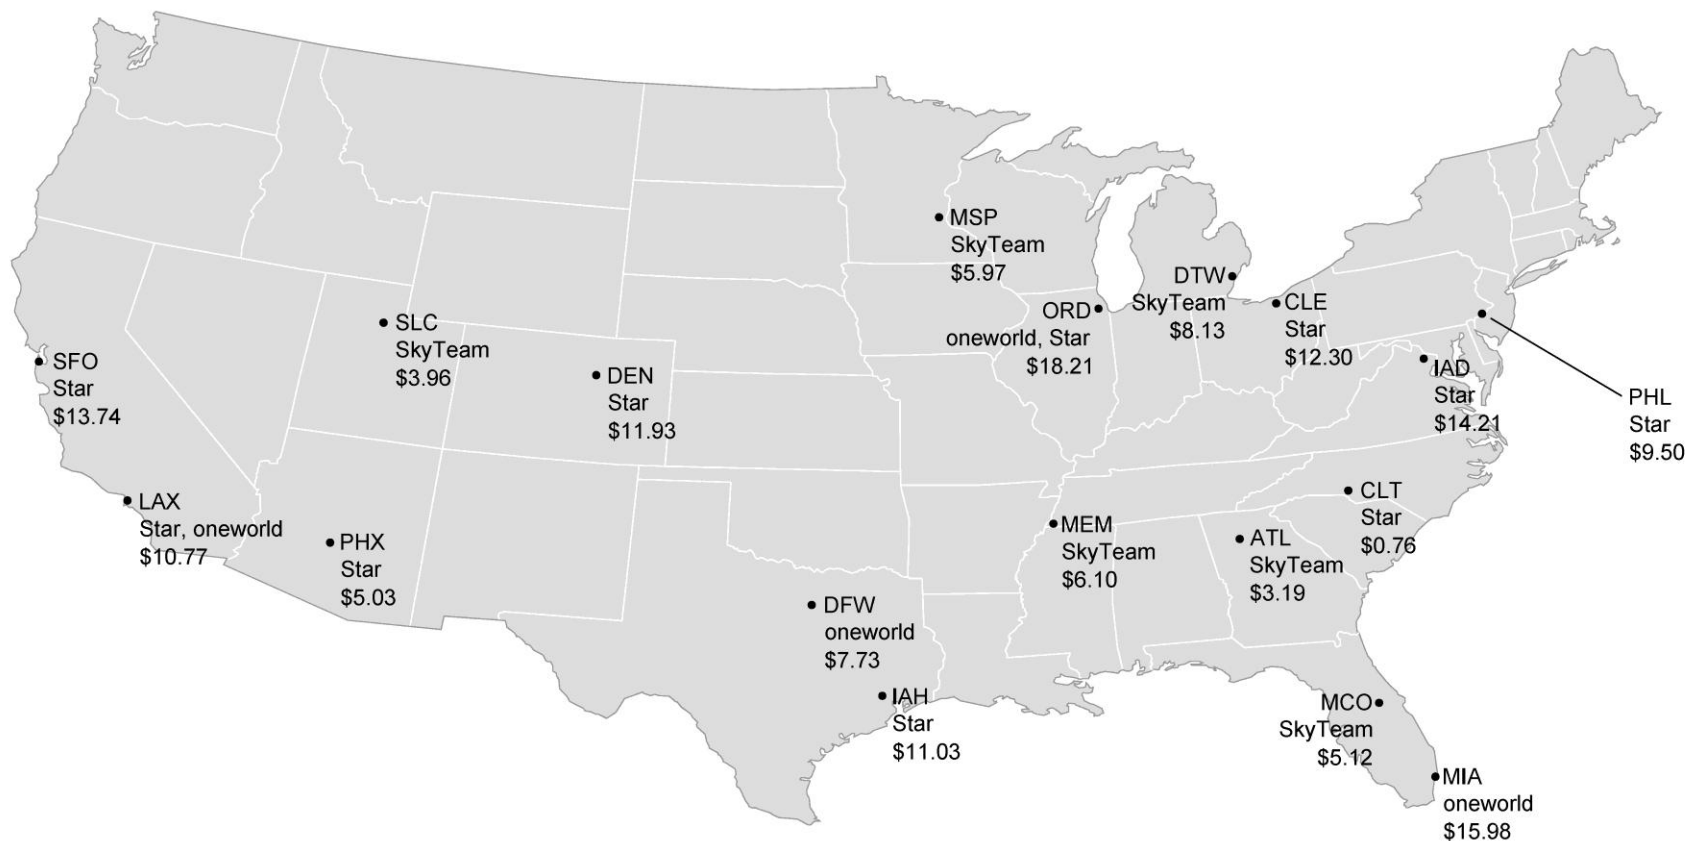 MSP
SkyTeam
$5.97
DTW
SkyTeam
$8.13
CLE
Star
$12.30
ORD
oneworld, Star
$18.21
SLC
SkyTeam
$3.96
SFO
Star
$13.74
DEN
Star
$11.93
IAD
Star
$14.21
PHL
Star
$9.50
LAX
Star, oneworld
$10.77
PHX
Star
$5.03
MEM
SkyTeam
$6.10
ATL
SkyTeam
$3.19
CLT
Star
$0.76
DFW
oneworld
$7.73
IAH
Star
$11.03
MCO
SkyTeam
$5.12
MIA
oneworld
$15.98